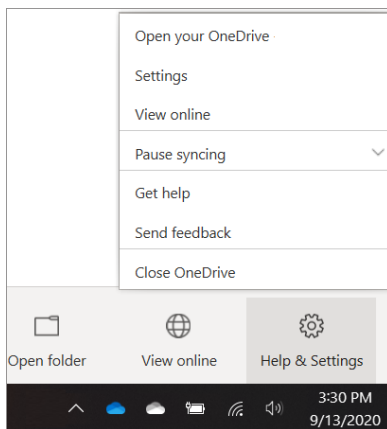 Open your OneDrive
Settings
View online
Pause syncing
Get help
Send feedback
Close OneDrive
Open folder
View online
Help & Settings
3:30 PM
9/13/2020